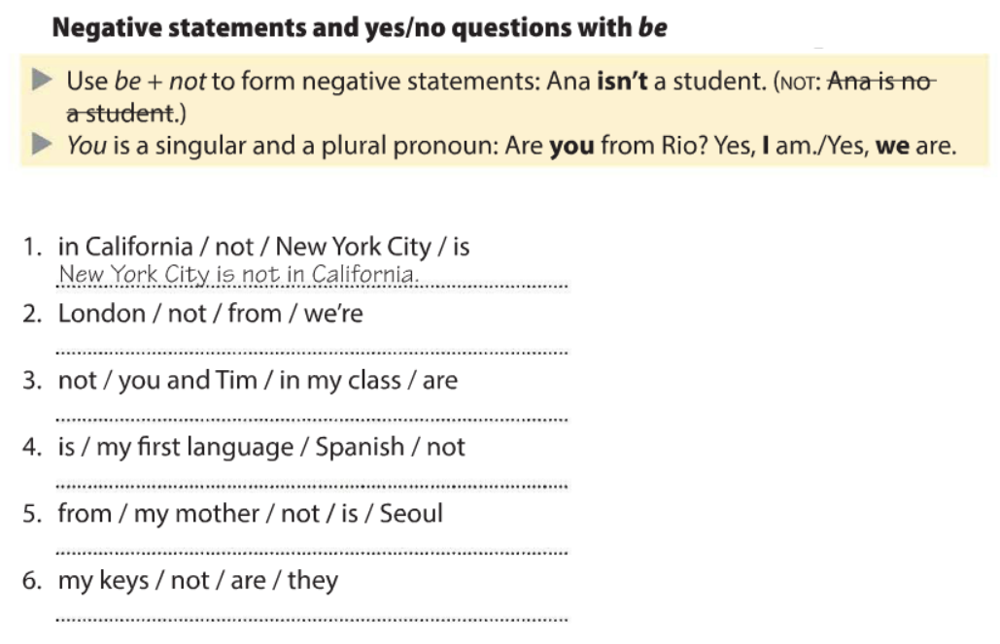 Negative statements and yes/no questions with be
▶ Use be + not to form negative statements: Ana isn't a student. (NOT: Ana is no
a student.)
▶ You is a singular and a plural pronoun: Are you from Rio? Yes, I am./Yes, we are.
1. in California / not / New York City / is
New York City is not in California.
2. London / not / from / we're
3. not / you and Tim / in my class / are
4. is / my first language / Spanish / not
5. from / my mother / not / is / Seoul
6. my keys / not / are / they